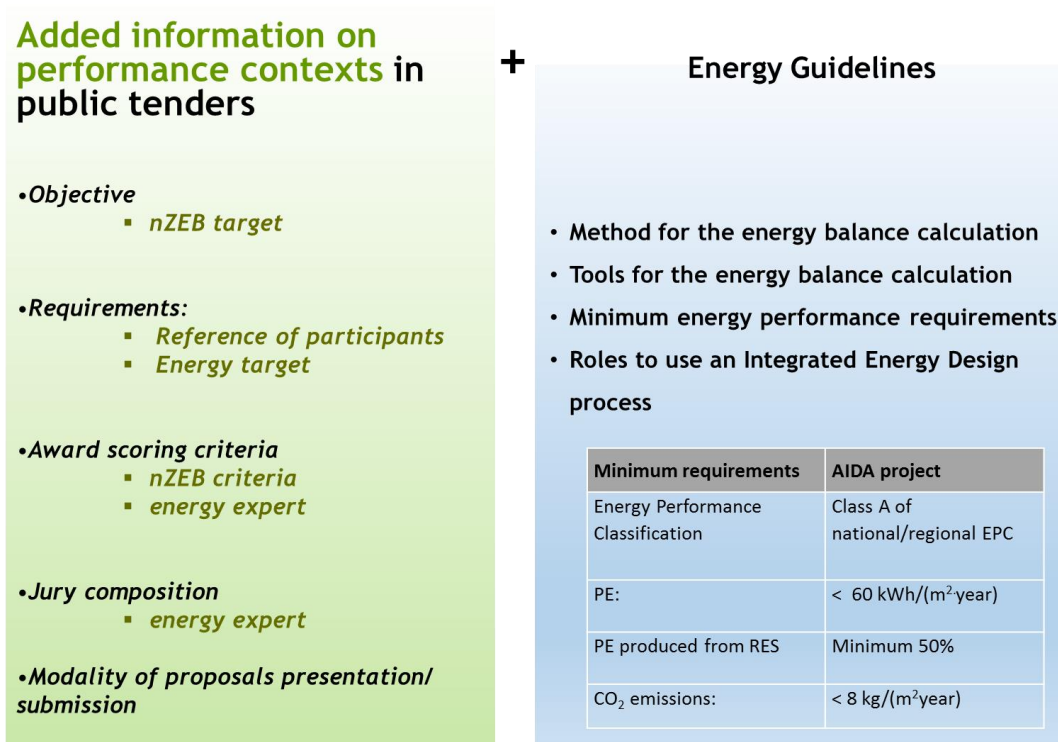 Added information on
performance contexts in
public tenders
•Objective
▪ nZEB target
•Requirements:
▪ Reference of participants
▪ Energy target
•Award scoring criteria
▪ nZEB criteria
▪ energy expert
•Jury composition
▪ energy expert
•Modality of proposals presentation/
submission
+
Energy Guidelines
• Method for the energy balance calculation
• Tools for the energy balance calculation
• Minimum energy performance requirements
• Roles to use an Integrated Energy Design
process
Minimum requirements AIDA project
Energy Performance Class A of
Classification national/regional EPC
PE: < 60 kWh/(m²·year)
PE produced from RES Minimum 50%
CO₂ emissions: < 8 kg/(m²year)